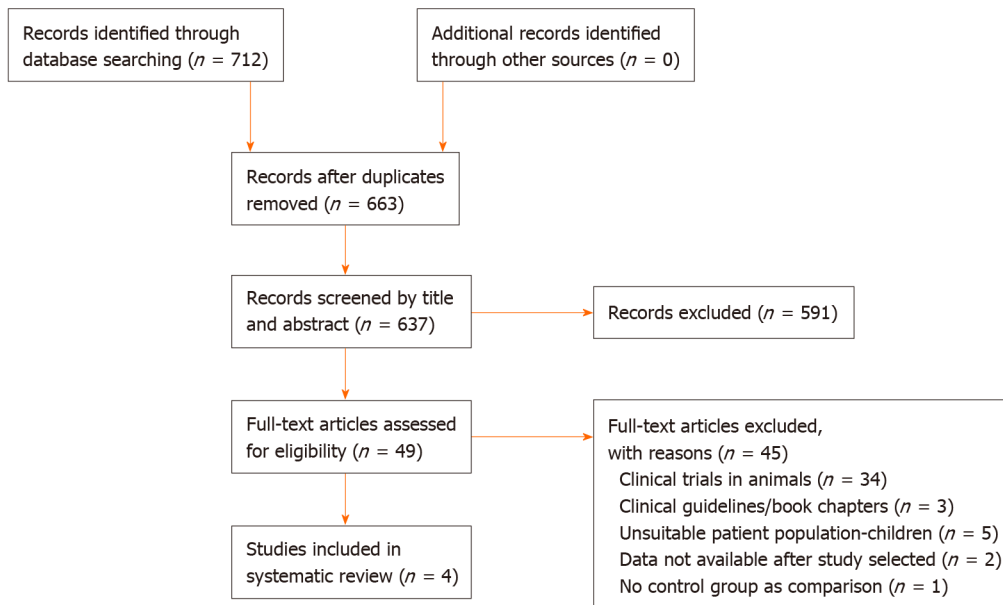 Records identified through
database searching (n = 712)
Additional records identified
through other sources (n = 0)
Records after duplicates
removed (n = 663)
Records screened by title
and abstract (n = 637)
Records excluded (n = 591)
Full-text articles assessed
for eligibility (n = 49)
Full-text articles excluded,
with reasons (n = 45)
Clinical trials in animals (n = 34)
Clinical guidelines/book chapters (n = 3)
Unsuitable patient population-children (n = 5)
Data not available after study selected (n = 2)
No control group as comparison (n = 1)
Studies included in
systematic review (n = 4)